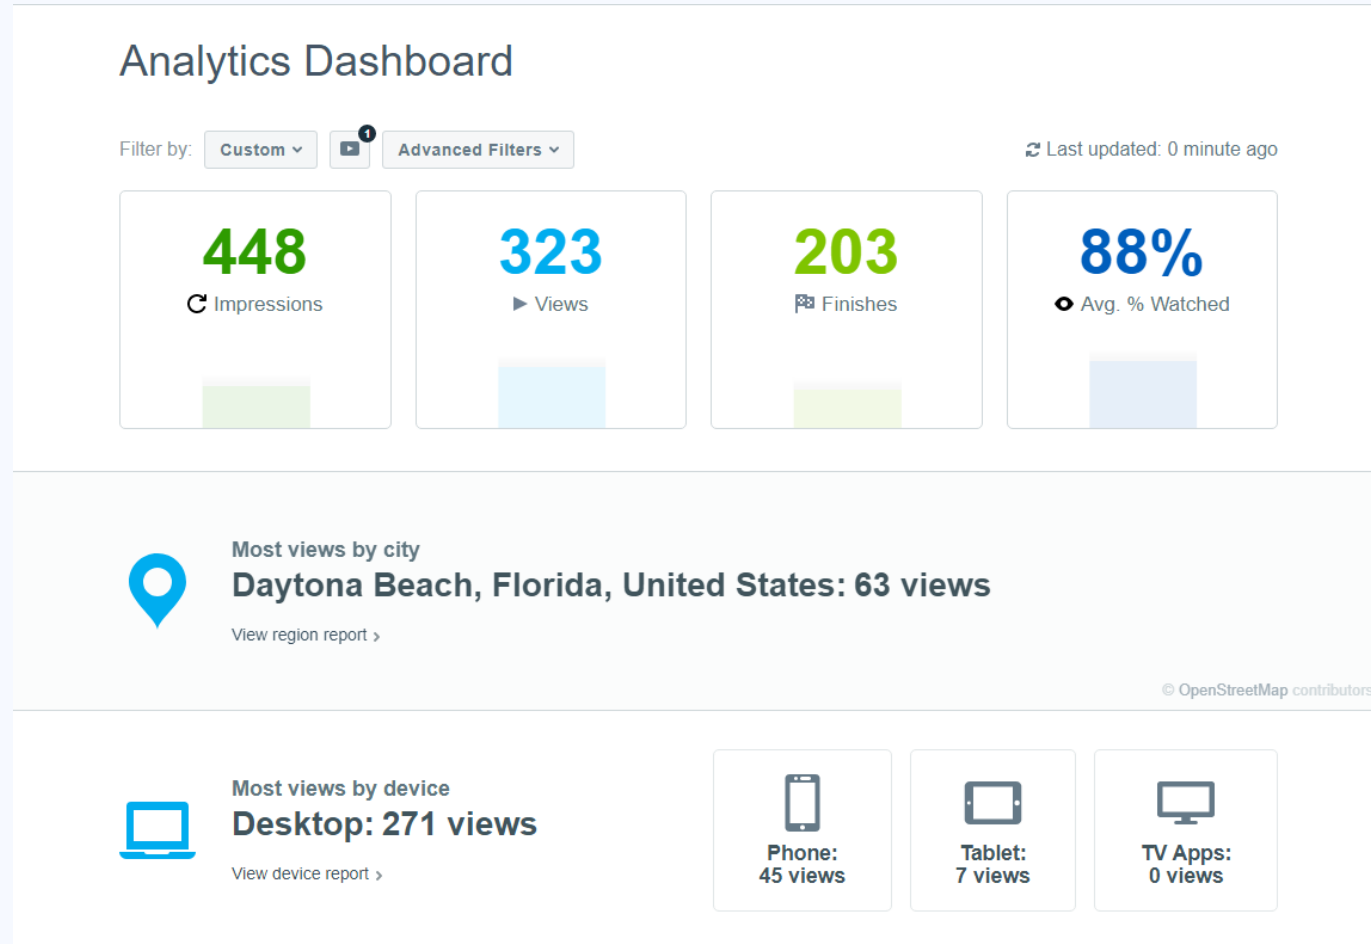 Analytics Dashboard
Filter by:
Custom
1
Advanced Filters
Last updated: 0 minute ago
448
Impressions
323
Views
203
Finishes
88%
Avg. % Watched
Most views by city
Daytona Beach, Florida, United States: 63 views
View region report
© OpenStreetMap contributors
Most views by device
Desktop: 271 views
View device report
Phone:
45 views
Tablet:
7 views
TV Apps:
0 views